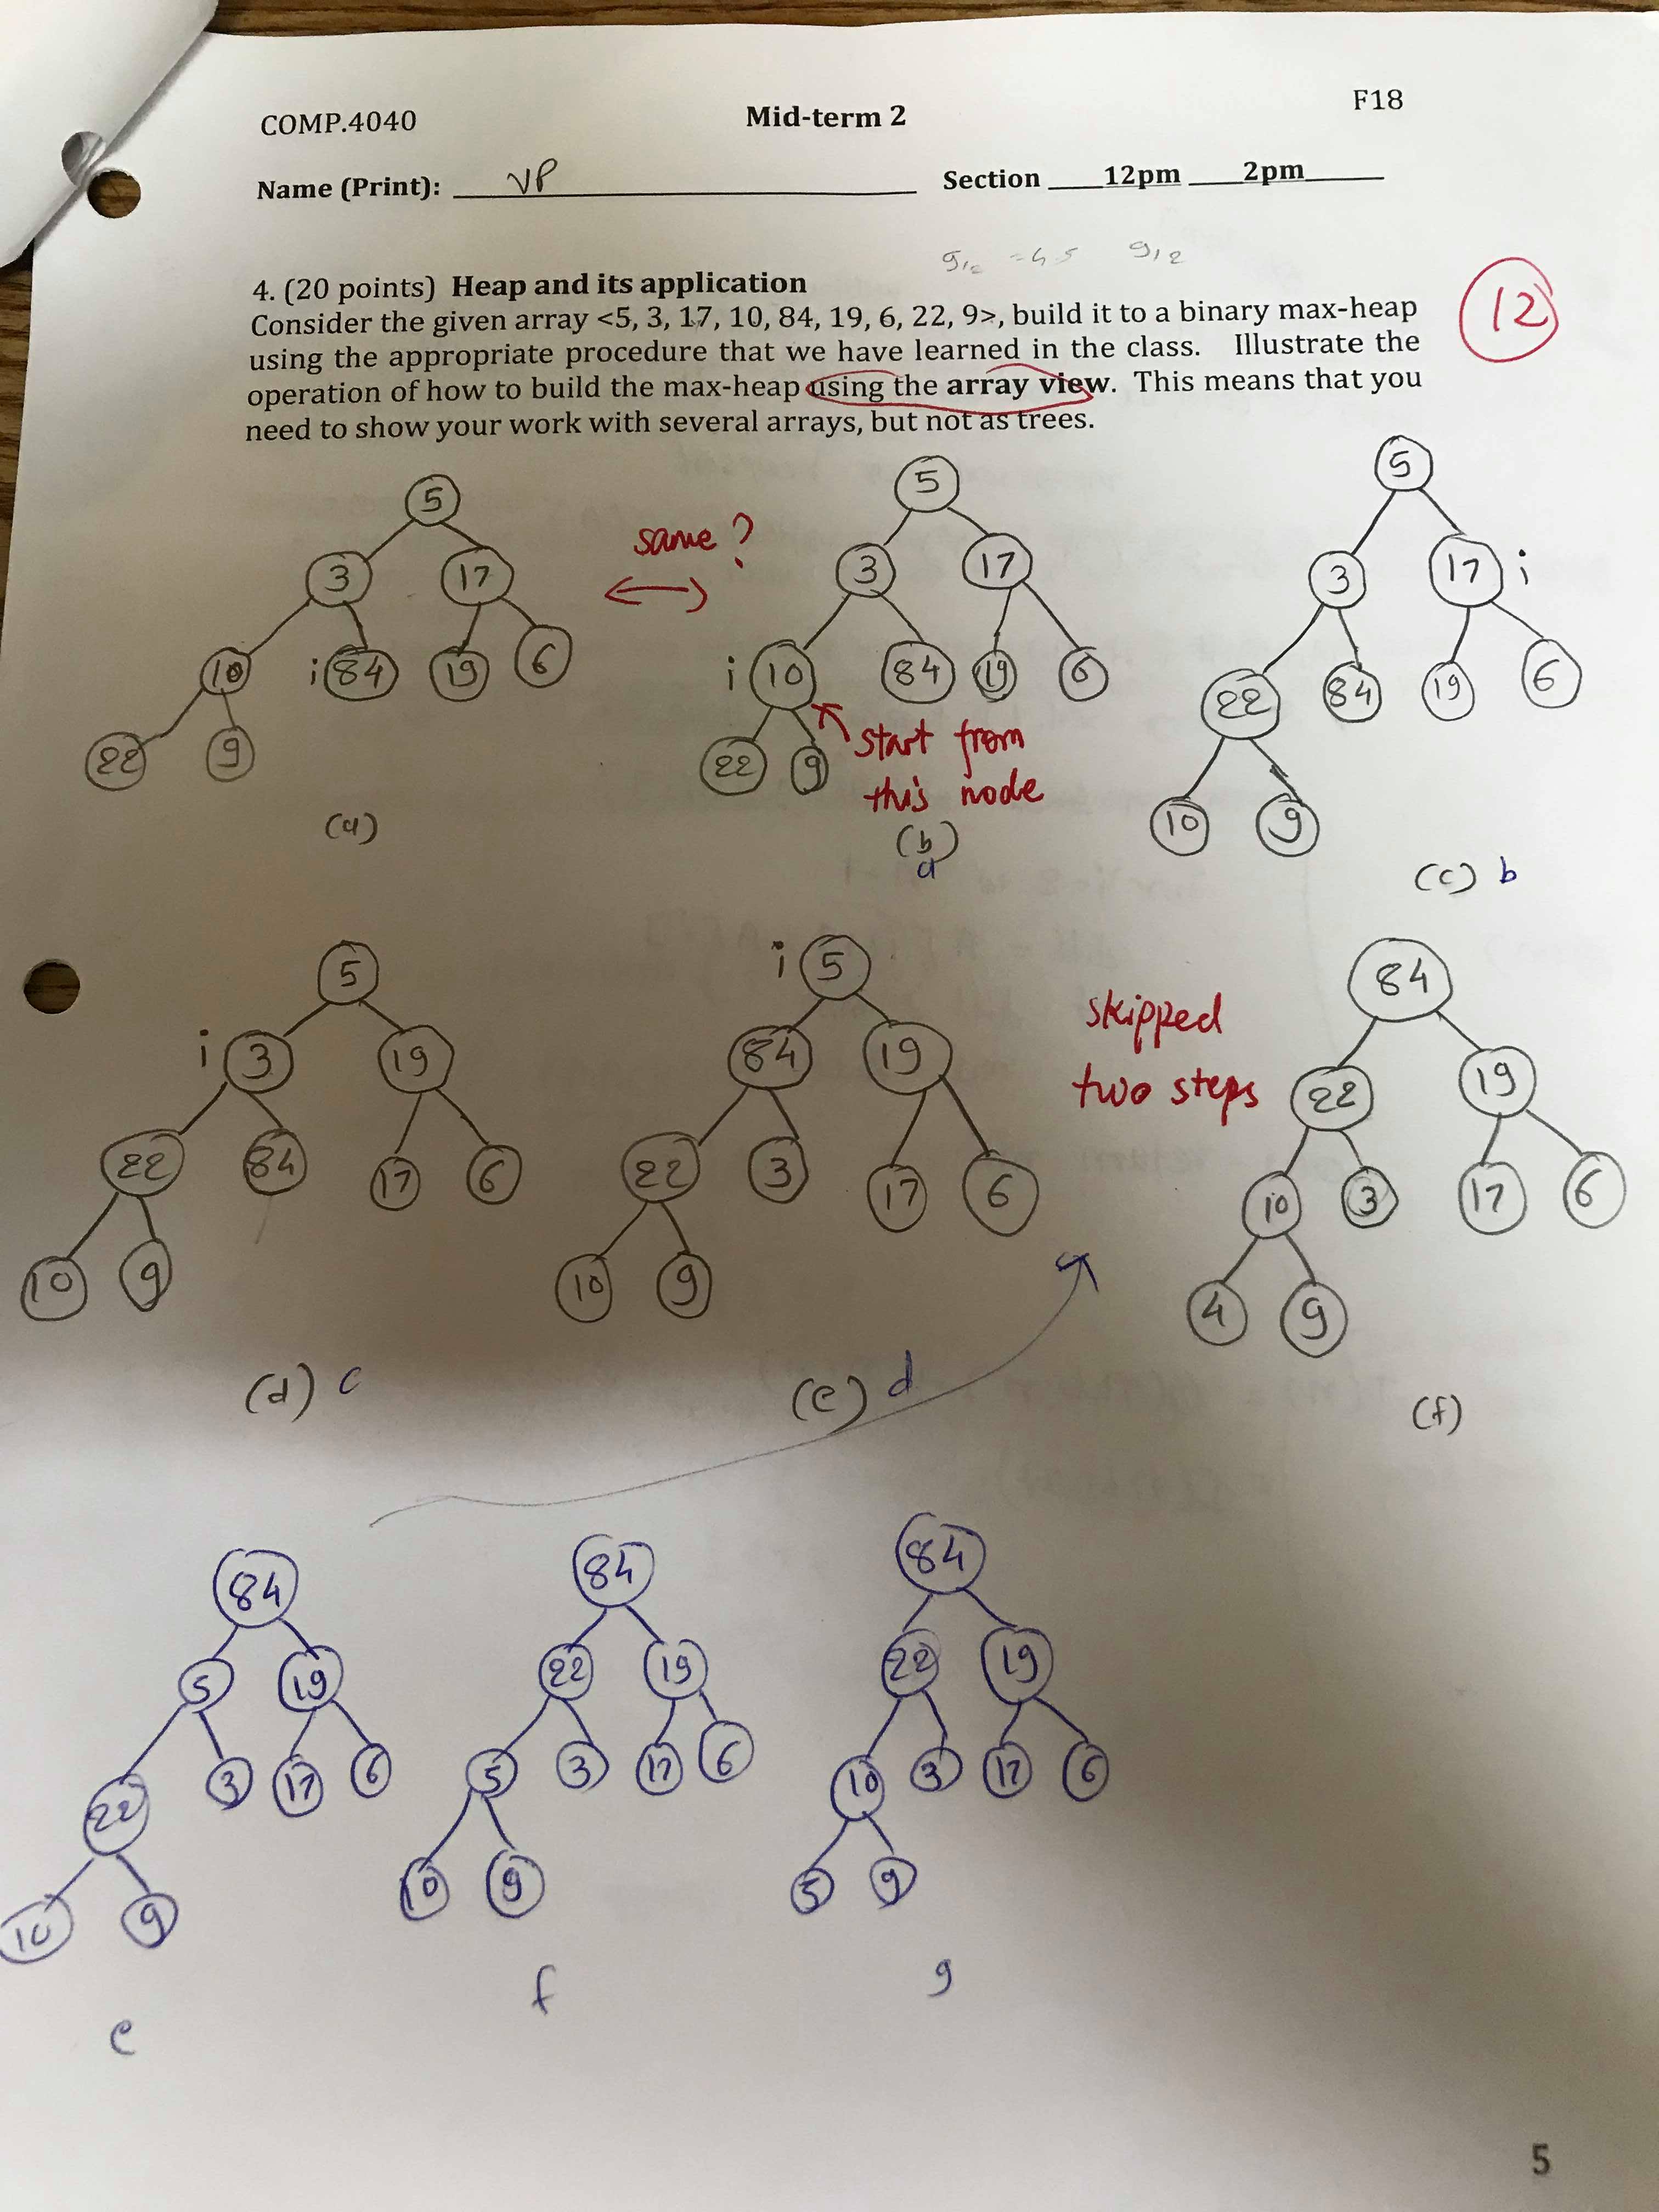 COMP.4040 Mid-term 2 F18
Name (Print): VP Section 12pm 2pm
9/2 = 4.5 9/2
4. (20 points) Heap and its application
12
Consider the given array <5, 3, 17, 10, 84, 19, 6, 22, 9>, build it to a binary max-heap
using the appropriate procedure that we have learned in the class. Illustrate the
operation of how to build the max-heap using the array view. This means that you
need to show your work with several arrays, but not as trees.
5
3 17
10 i 84 19 6
22 9
(a)
same ?
5
3 17
i 10 84 19 6
22 9
start from
this node
(b)
a
5
3 17 i
22 84 19 6
10 9
(c) b
5
i 3 19
22 84 17 6
10 9
(d) c
i 5
84 19
22 3 17 6
10 9
(e) d
skipped
two steps
84
22 19
10 3 17 6
4 9
(f)
84
5 19
22 3 17 6
10 9
e
84
22 19
5 3 17 6
10 9
f
84
22 19
10 3 17 6
5 9
g
5